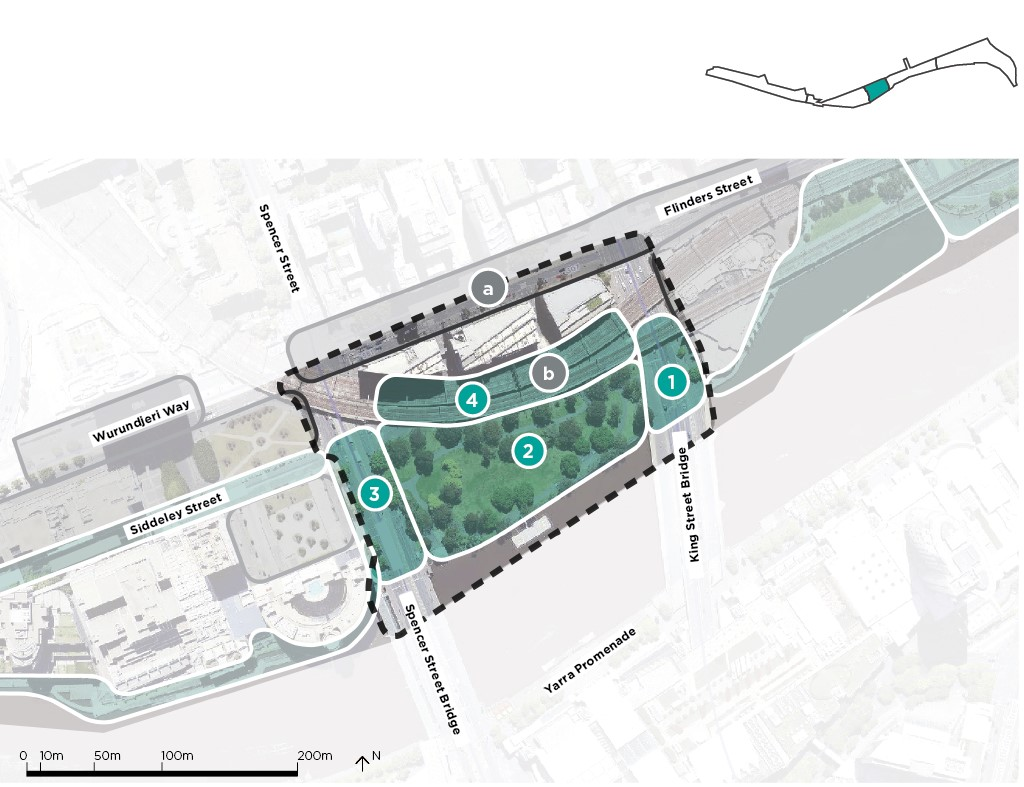 Flinders Street
Spencer Street
a
b
1
4
Wurundjeri Way
2
3
Siddeley Street
King Street Bridge
Spencer Street Bridge
Yarra Promenade
0 10m 50m 100m 200m N